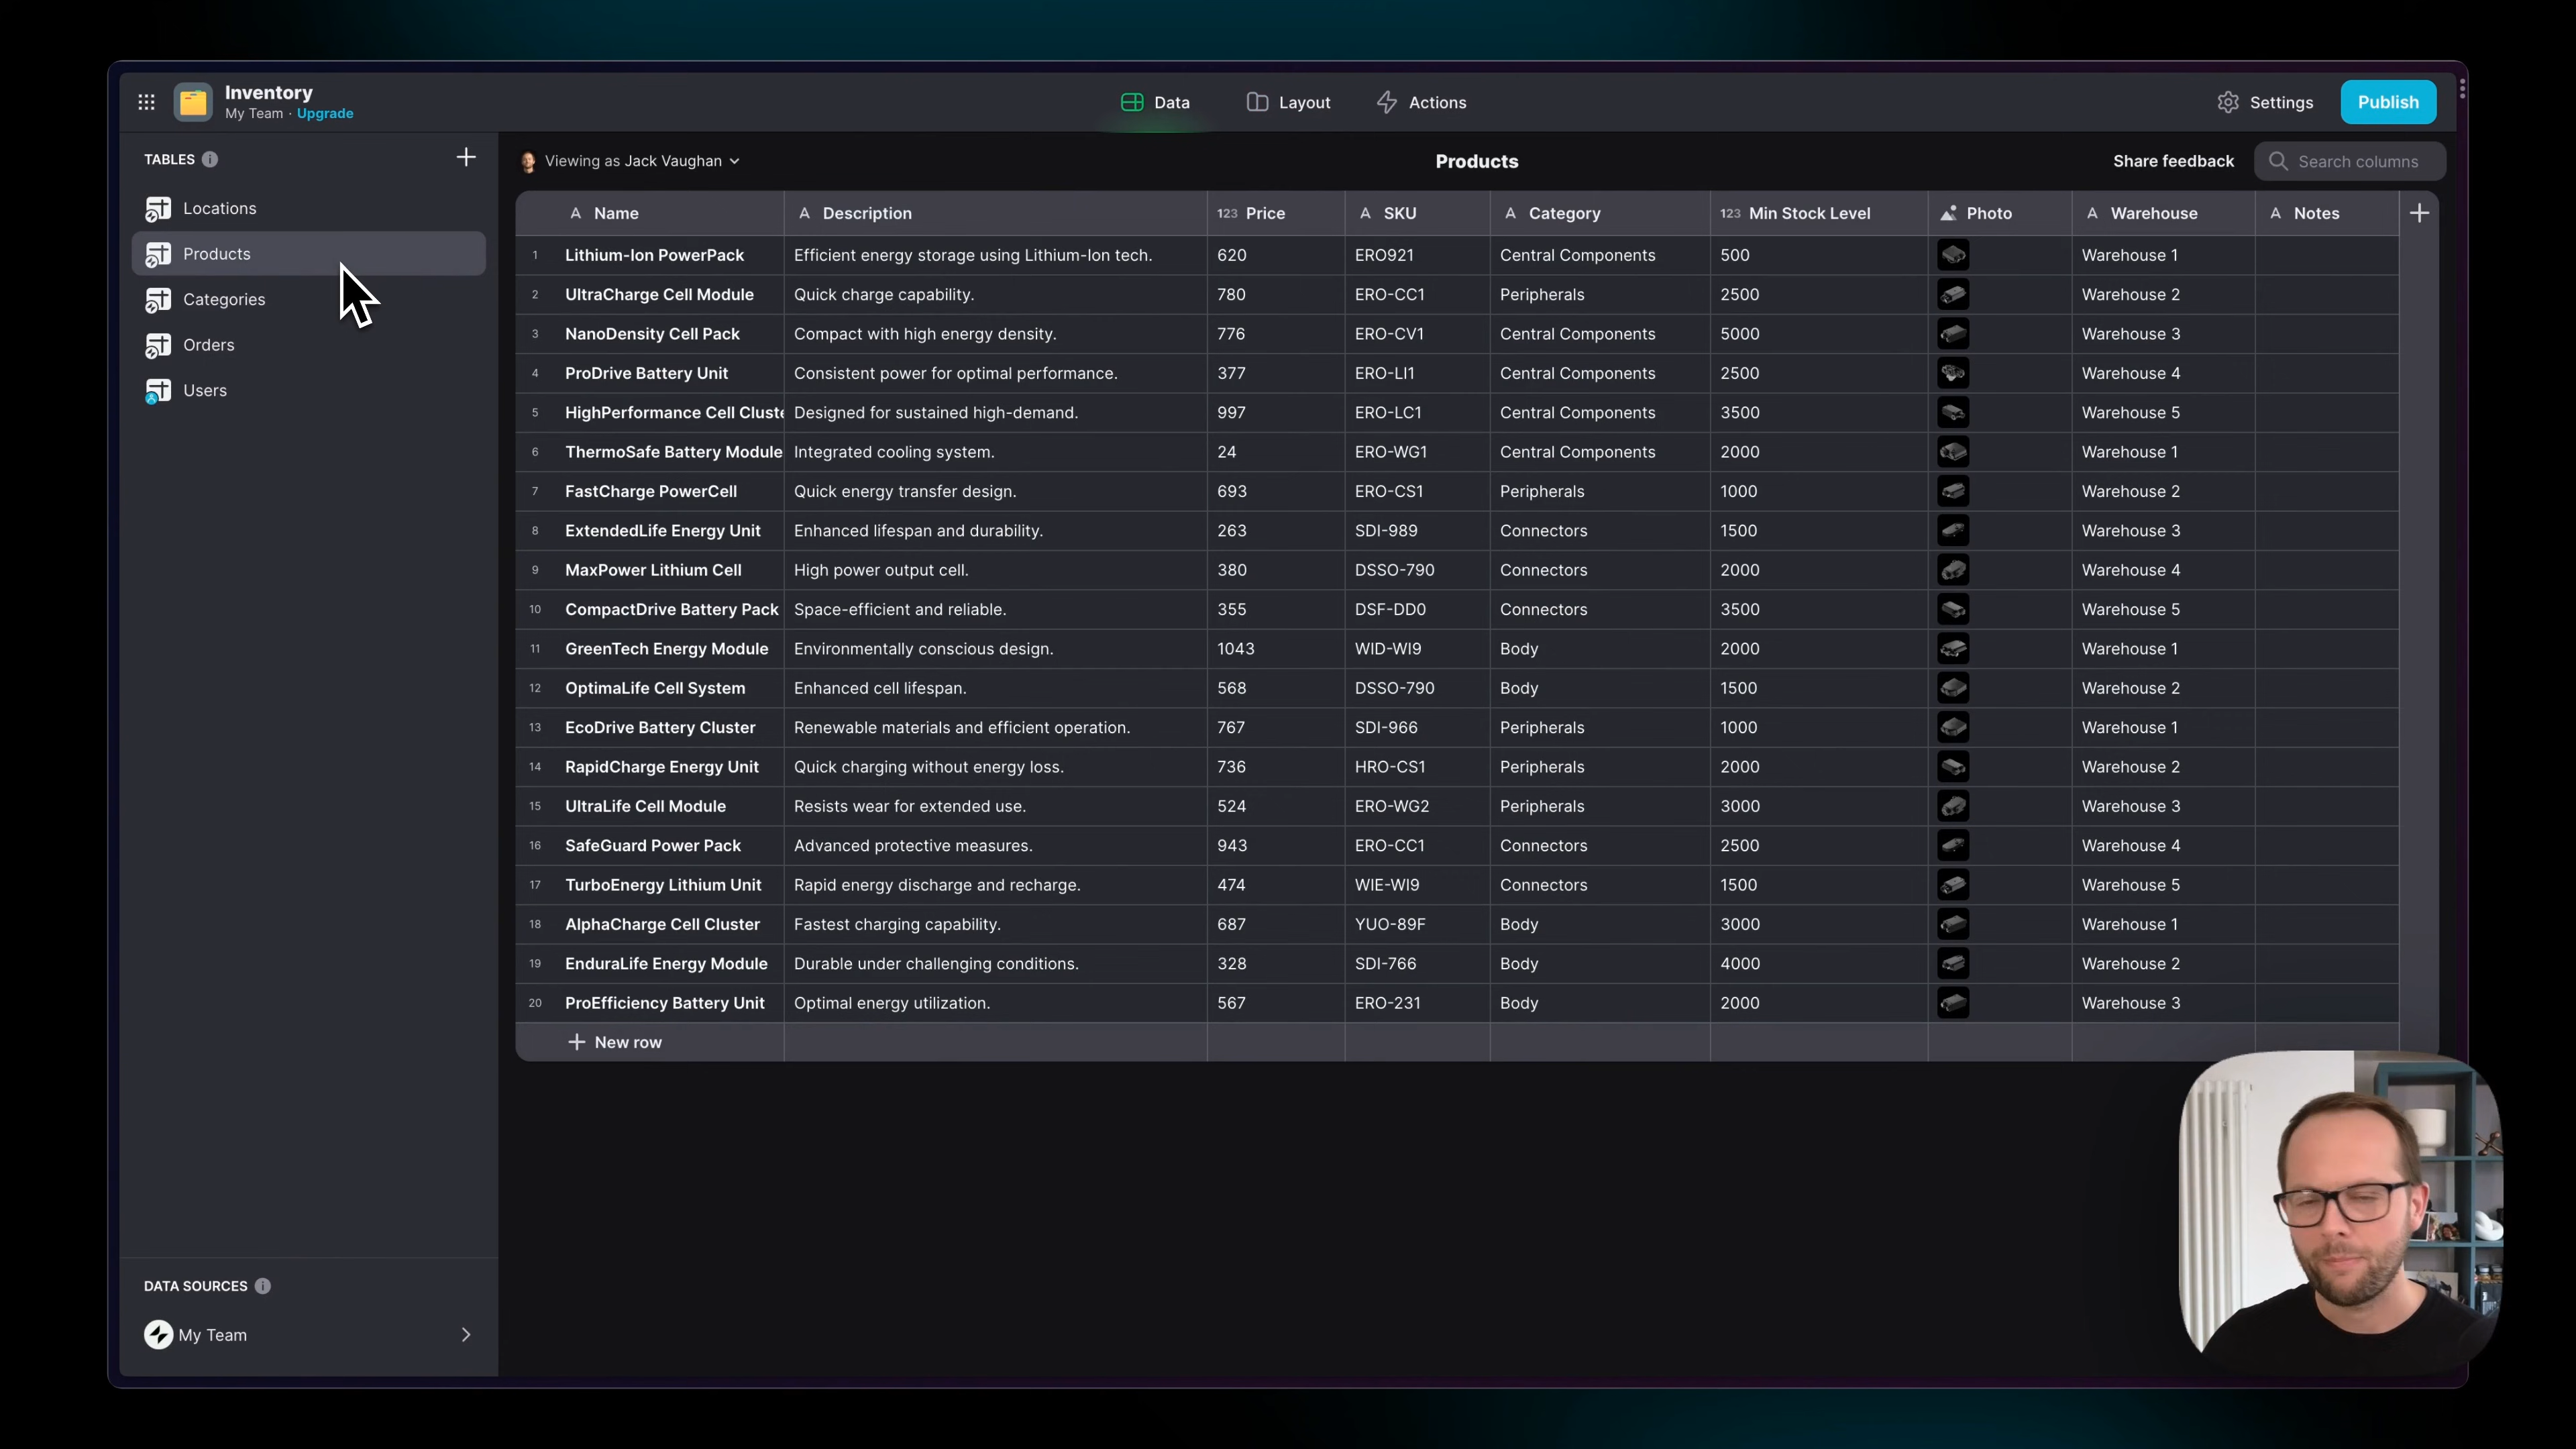 Inventory
My Team · Upgrade
Data
Layout
Actions
Settings
Publish
TABLES
Locations
Products
Categories
Orders
Users
DATA SOURCES
My Team
Viewing as Jack Vaughan
Products
Share feedback
Search columns
Name Description 123 Price SKU Category 123 Min Stock Level Photo Warehouse Notes
1 Lithium-Ion PowerPack Efficient energy storage using Lithium-Ion tech. 620 ERO921 Central Components 500 Warehouse 1
2 UltraCharge Cell Module Quick charge capability. 780 ERO-CC1 Peripherals 2500 Warehouse 2
3 NanoDensity Cell Pack Compact with high energy density. 776 ERO-CV1 Central Components 5000 Warehouse 3
4 ProDrive Battery Unit Consistent power for optimal performance. 377 ERO-LI1 Central Components 2500 Warehouse 4
5 HighPerformance Cell Cluste Designed for sustained high-demand. 997 ERO-LC1 Central Components 3500 Warehouse 5
6 ThermoSafe Battery Module Integrated cooling system. 24 ERO-WG1 Central Components 2000 Warehouse 1
7 FastCharge PowerCell Quick energy transfer design. 693 ERO-CS1 Peripherals 1000 Warehouse 2
8 ExtendedLife Energy Unit Enhanced lifespan and durability. 263 SDI-989 Connectors 1500 Warehouse 3
9 MaxPower Lithium Cell High power output cell. 380 DSSO-790 Connectors 2000 Warehouse 4
10 CompactDrive Battery Pack Space-efficient and reliable. 355 DSF-DD0 Connectors 3500 Warehouse 5
11 GreenTech Energy Module Environmentally conscious design. 1043 WID-WI9 Body 2000 Warehouse 1
12 OptimaLife Cell System Enhanced cell lifespan. 568 DSSO-790 Body 1500 Warehouse 2
13 EcoDrive Battery Cluster Renewable materials and efficient operation. 767 SDI-966 Peripherals 1000 Warehouse 1
14 RapidCharge Energy Unit Quick charging without energy loss. 736 HRO-CS1 Peripherals 2000 Warehouse 2
15 UltraLife Cell Module Resists wear for extended use. 524 ERO-WG2 Peripherals 3000 Warehouse 3
16 SafeGuard Power Pack Advanced protective measures. 943 ERO-CC1 Connectors 2500 Warehouse 4
17 TurboEnergy Lithium Unit Rapid energy discharge and recharge. 474 WIE-WI9 Connectors 1500 Warehouse 5
18 AlphaCharge Cell Cluster Fastest charging capability. 687 YUO-89F Body 3000 Warehouse 1
19 EnduraLife Energy Module Durable under challenging conditions. 328 SDI-766 Body 4000 Warehouse 2
20 ProEfficiency Battery Unit Optimal energy utilization. 567 ERO-231 Body 2000 Warehouse 3
New row